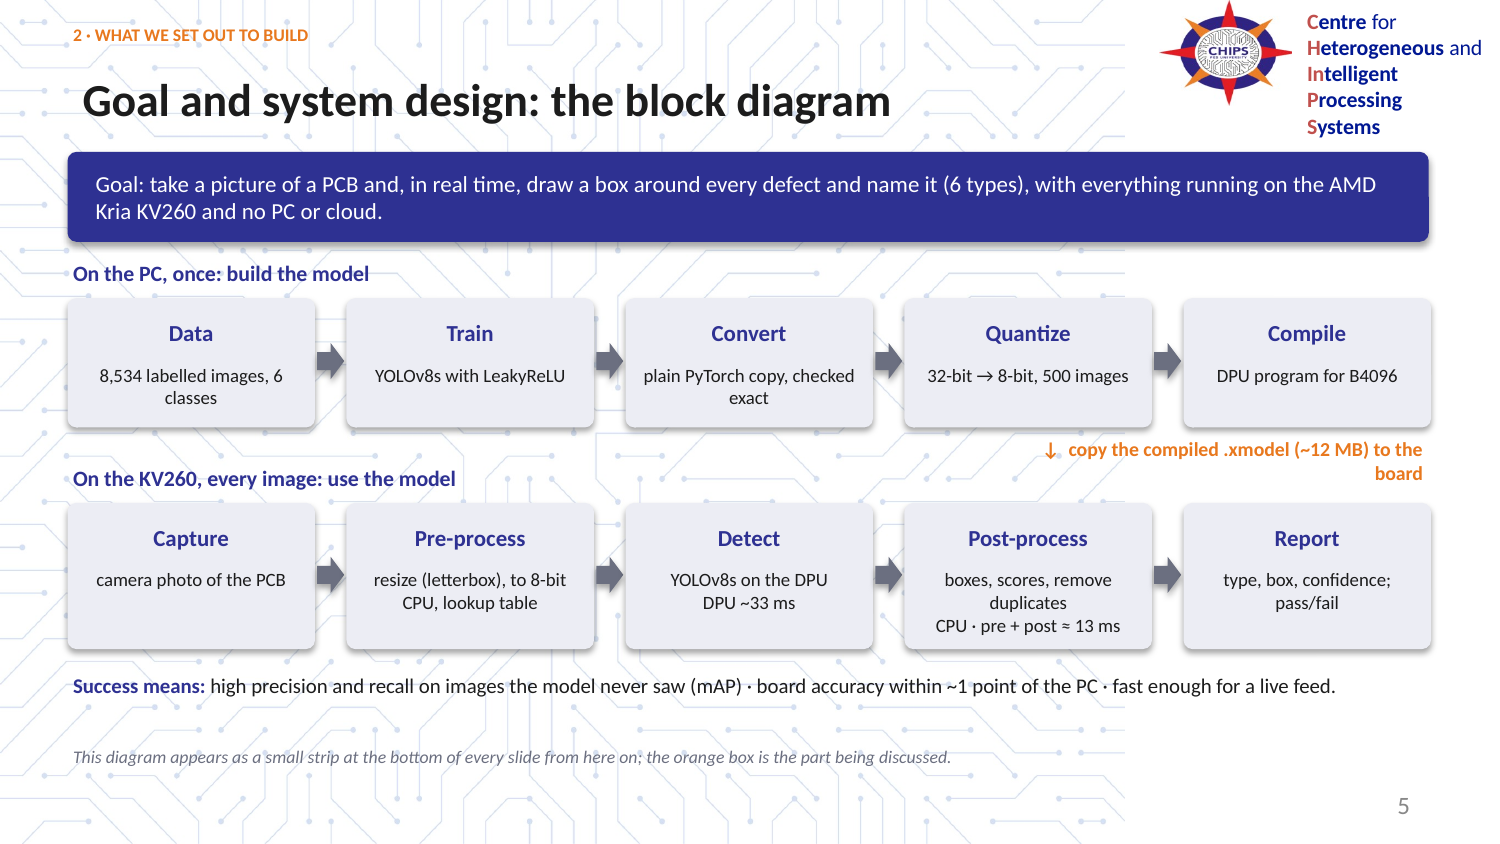 2 · WHAT WE SET OUT TO BUILD
Goal and system design: the block diagram
CHIPS
PES UNIVERSITY
Centre for
Heterogeneous and
Intelligent
Processing
Systems
Goal: take a picture of a PCB and, in real time, draw a box around every defect and name it (6 types), with everything running on the AMD
Kria KV260 and no PC or cloud.
On the PC, once: build the model
Data
8,534 labelled images, 6
classes
Train
YOLOv8s with LeakyReLU
Convert
plain PyTorch copy, checked
exact
Quantize
32-bit → 8-bit, 500 images
Compile
DPU program for B4096
↓ copy the compiled .xmodel (~12 MB) to the
board
On the KV260, every image: use the model
Capture
camera photo of the PCB
Pre-process
resize (letterbox), to 8-bit
CPU, lookup table
Detect
YOLOv8s on the DPU
DPU ~33 ms
Post-process
boxes, scores, remove
duplicates
CPU · pre + post ≈ 13 ms
Report
type, box, confidence;
pass/fail
Success means: high precision and recall on images the model never saw (mAP) · board accuracy within ~1 point of the PC · fast enough for a live feed.
This diagram appears as a small strip at the bottom of every slide from here on; the orange box is the part being discussed.
5